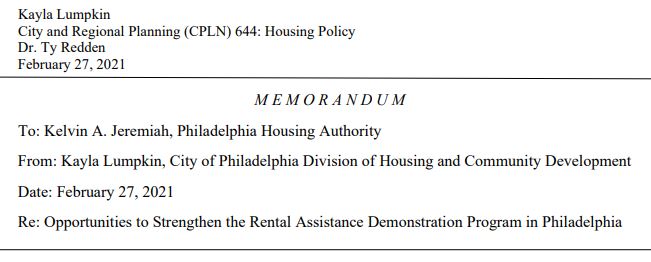 Kayla Lumpkin
City and Regional Planning (CPLN) 644: Housing Policy
Dr. Ty Redden
February 27, 2021
MEMORANDUM
To: Kelvin A. Jeremiah, Philadelphia Housing Authority
From: Kayla Lumpkin, City of Philadelphia Division of Housing and Community Development
Date: February 27, 2021
Re: Opportunities to Strengthen the Rental Assistance Demonstration Program in Philadelphia